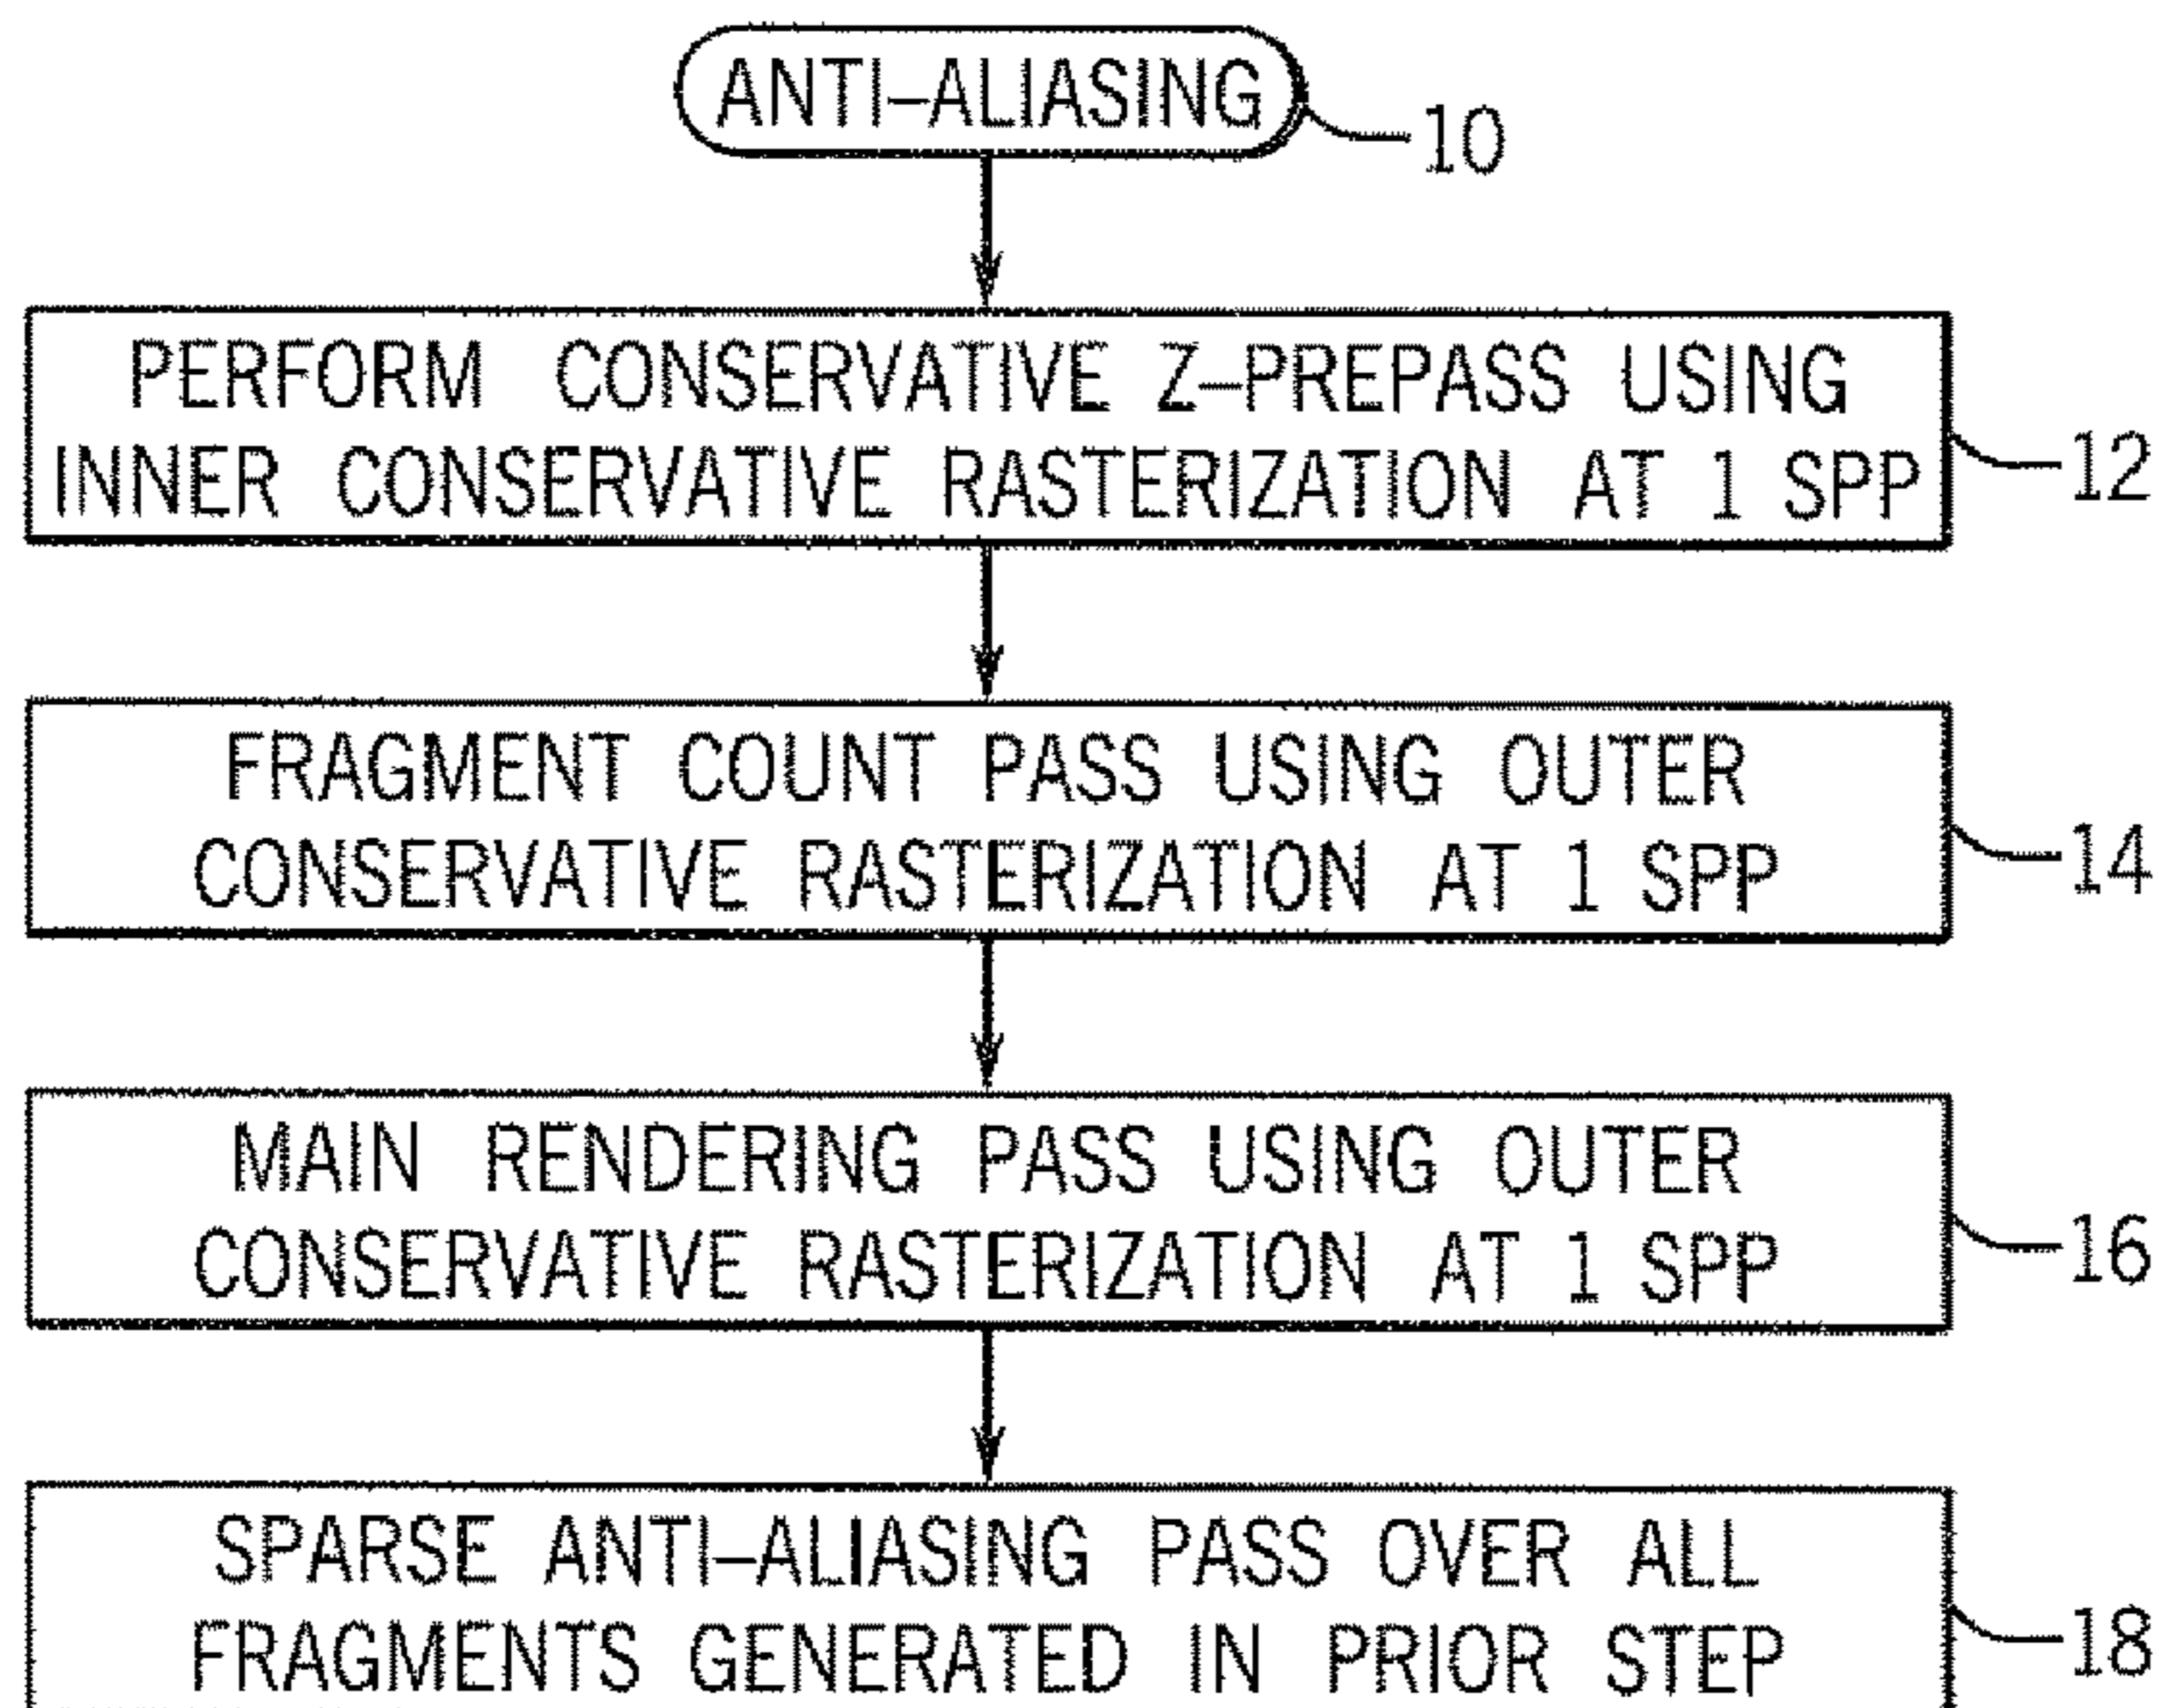 ANTI-ALIASING
10
PERFORM CONSERVATIVE Z-PREPASS USING
INNER CONSERVATIVE RASTERIZATION AT 1 SPP
12
FRAGMENT COUNT PASS USING OUTER
CONSERVATIVE RASTERIZATION AT 1 SPP
14
MAIN RENDERING PASS USING OUTER
CONSERVATIVE RASTERIZATION AT 1 SPP
16
SPARSE ANTI-ALIASING PASS OVER ALL
FRAGMENTS GENERATED IN PRIOR STEP
18